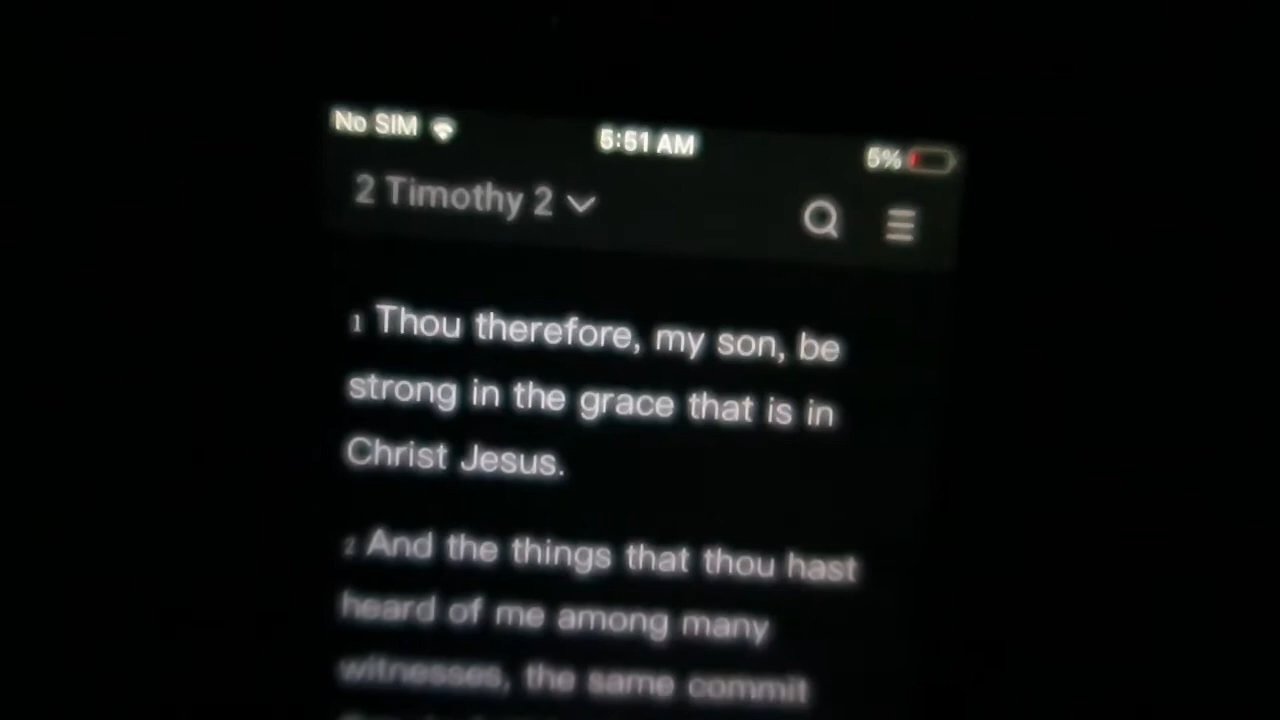 No SIM 5:51 AM 5%
2 Timothy 2
1 Thou therefore, my son, be
strong in the grace that is in
Christ Jesus.
2 And the things that thou hast
heard of me among many
witnesses, the same commit